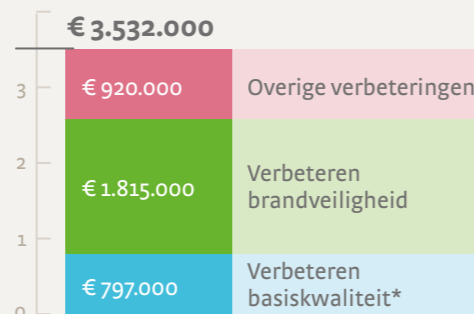 € 3.532.000
3
€ 920.000
Overige verbeteringen
2
€ 1.815.000
Verbeteren
brandveiligheid
1
€ 797.000
Verbeteren
basiskwaliteit*
0